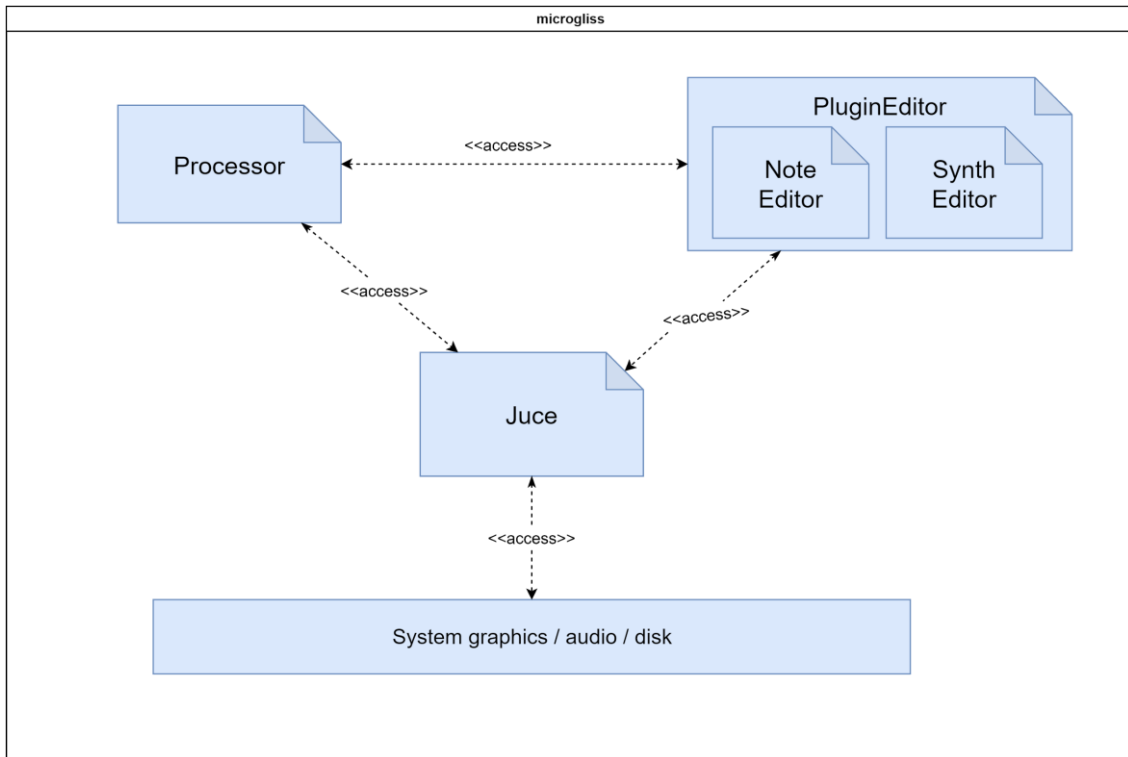 microgliss
PluginEditor
Processor
<<access>>
Note
Editor
Synth
Editor
<<access>>
<<access>>
Juce
<<access>>
System graphics / audio / disk